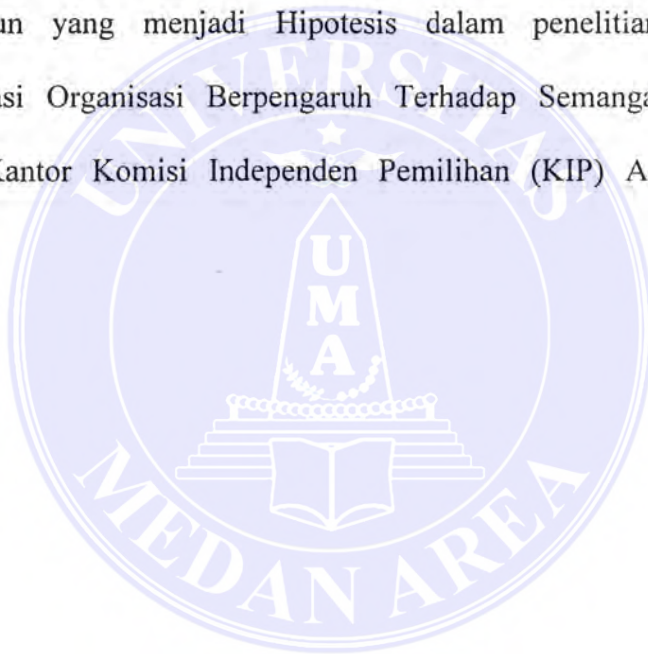 un yang menjadi Hipotesis dalam penelitian
asi Organisasi Berpengaruh Terhadap Semanga
Kantor Komisi Independen Pemilihan (KIP) A
UNIVERSITAS
UMA
MEDAN AREA